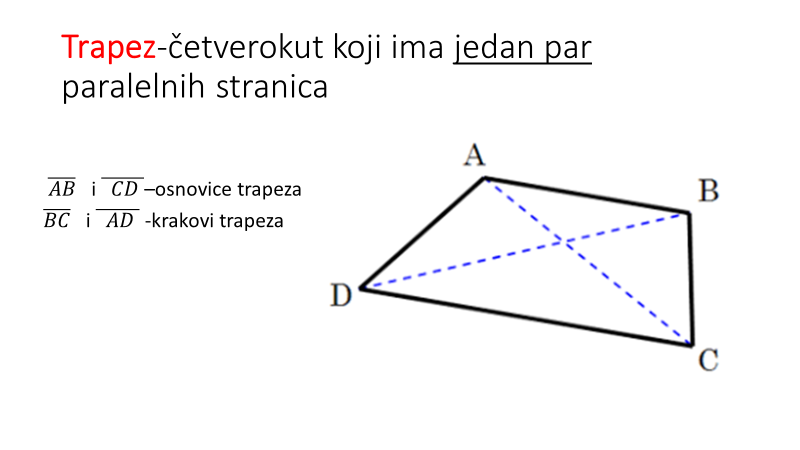 Trapez-četverokut koji ima jedan par
paralelnih stranica
AB i CD –osnovice trapeza
BC i AD -krakovi trapeza
A
B
D
C